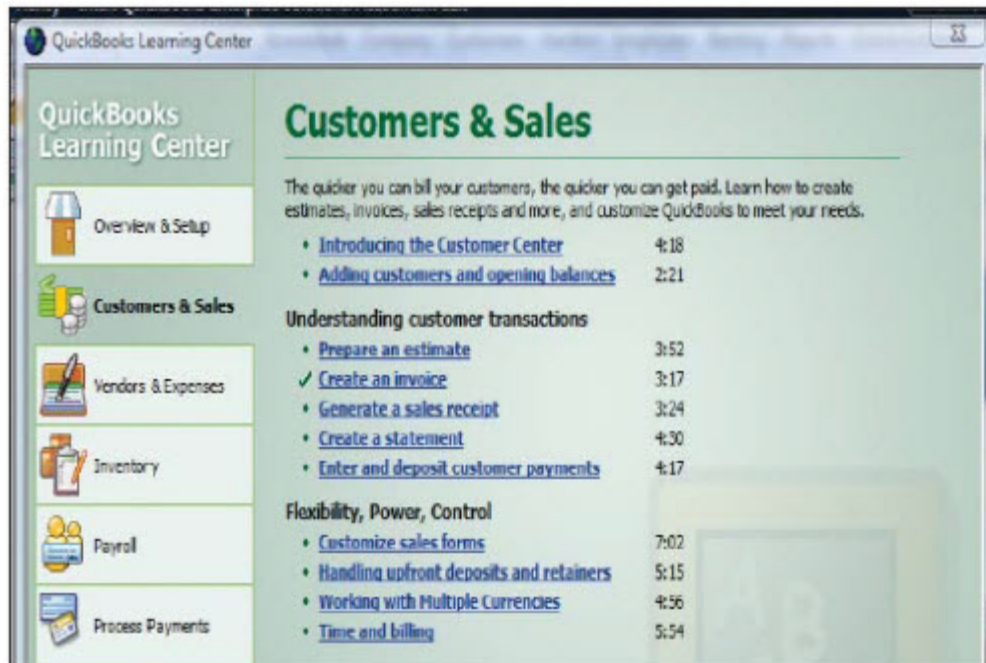 QuickBooks Learning Center
QuickBooks
Learning Center
Overview & Setup
Customers & Sales
Vendors & Expenses
Inventory
Payroll
Process Payments
Customers & Sales
The quicker you can bill your customers, the quicker you can get paid. Learn how to create
estimates, invoices, sales receipts and more, and customize QuickBooks to meet your needs.
• Introducing the Customer Center 4:18
• Adding customers and opening balances 2:21
Understanding customer transactions
• Prepare an estimate 3:52
✓ Create an invoice 3:17
• Generate a sales receipt 3:24
• Create a statement 4:30
• Enter and deposit customer payments 4:17
Flexibility, Power, Control
• Customize sales forms 7:02
• Handling upfront deposits and retainers 5:15
• Working with Multiple Currencies 4:56
• Time and billing 5:54